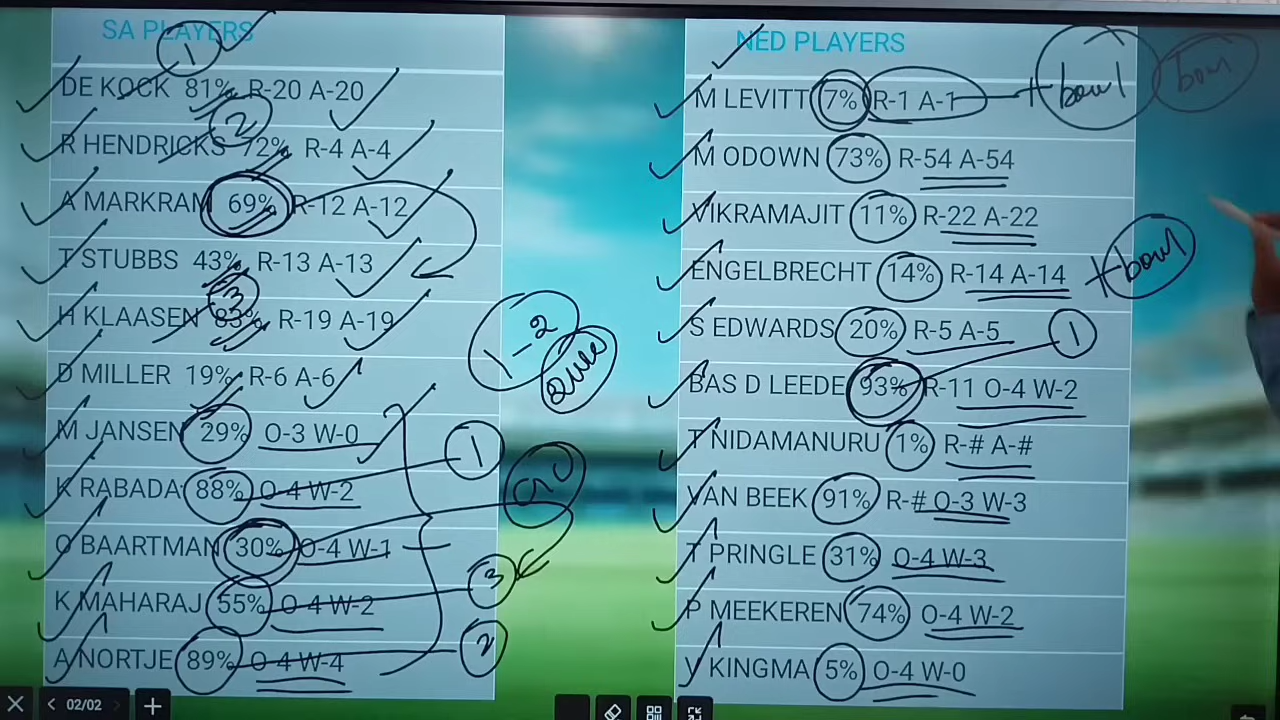 SA PLAYERS
1
DE KOCK 81% R-20 A-20
2
R HENDRICKS 72% R-4 A-4
A MARKRAM 69% R-12 A-12
T STUBBS 43% R-13 A-13
3
H KLAASEN 83% R-19 A-19
D MILLER 19% R-6 A-6
M JANSEN 29% O-3 W-0
1
K RABADA 88% O-4 W-2
O BAARTMAN 30% O-4 W-1
3
K MAHARAJ 55% O-4 W-2
2
A NORTJE 89% O-4 W-4
1-2
NED PLAYERS
M LEVITT 7% R-1 A-1 + bowl bowl
M ODOWN 73% R-54 A-54
VIKRAMAJIT 11% R-22 A-22
ENGELBRECHT 14% R-14 A-14 + bowl
S EDWARDS 20% R-5 A-5 1
BAS D LEEDE 93% R-11 O-4 W-2
T NIDAMANURU 1% R-# A-#
VAN BEEK 91% R-# O-3 W-3
T PRINGLE 31% O-4 W-3
P MEEKEREN 74% O-4 W-2
V KINGMA 5% O-4 W-0
02/02